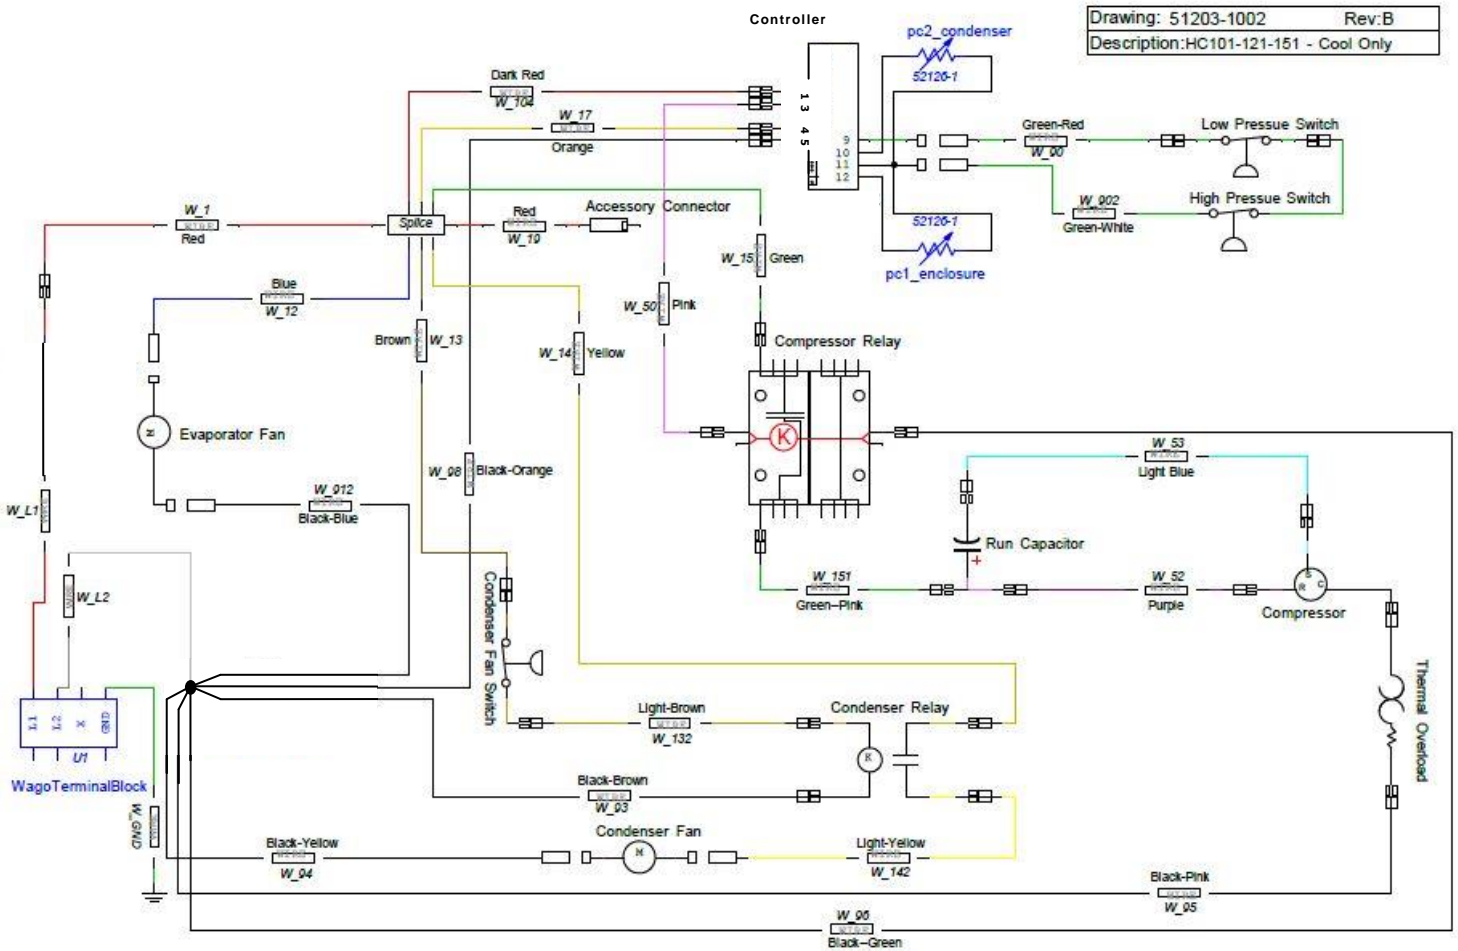 Controller
Drawing: 51203-1002 Rev:B
Description:HC101-121-151 - Cool Only
pc2_condenser
52126-1
Dark Red
W_104
W_17
Orange
1 3 4 5
9
10
11
12
Green-Red
W_90
Low Pressue Switch
W_902
Green-White
High Pressue Switch
52126-1
pc1_enclosure
W_1
Red
Splice
Red
W_19
Accessory Connector
W_15
Green
Blue
W_12
W_50
Pink
Brown
W_13
W_14
Yellow
Compressor Relay
K
M
Evaporator Fan
W_98
Black-Orange
W_53
Light Blue
W_L1
W_912
Black-Blue
Run Capacitor
+
W_L2
W_151
Green-Pink
W_52
Purple
S
R
C
Compressor
Condenser Fan Switch
Thermal Overload
L1
L2
X
GND
U1
WagoTerminalBlock
W_GND
Light-Brown
W_132
Condenser Relay
K
Black-Brown
W_93
Condenser Fan
M
Black-Yellow
W_94
Light-Yellow
W_142
Black-Pink
W_95
W_96
Black-Green